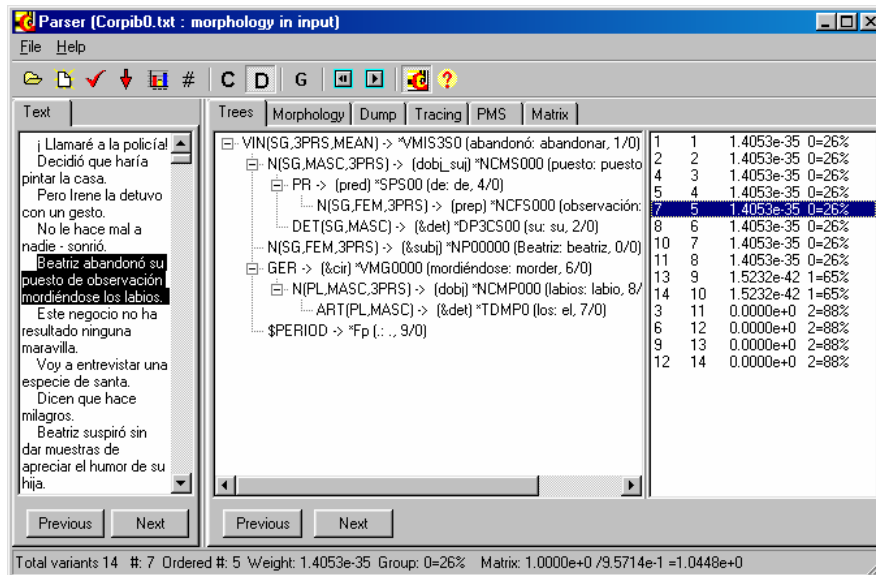 Parser (Corpib0.txt : morphology in input)
File Help
# C D G ?
Text
¡ Llamaré a la policía!
Decidió que haría
pintar la casa.
Pero Irene la detuvo
con un gesto.
No le hace mal a
nadie - sonrió.
Beatriz abandonó su
puesto de observación
mordiéndose los labios.
Este negocio no ha
resultado ninguna
maravilla.
Voy a entrevistar una
especie de santa.
Dicen que hace
milagros.
Beatriz suspiró sin
dar muestras de
apreciar el humor de su
hija.
Previous Next
Trees Morphology Dump Tracing PMS Matrix
VIN(SG,3PRS,MEAN) -> *VMIS3S0 (abandonó: abandonar, 1/0)
N(SG,MASC,3PRS) -> (dobj_suj) *NCMS000 (puesto: puesto
PR -> (pred) *SPS00 (de: de, 4/0)
N(SG,FEM,3PRS) -> (prep) *NCFS000 (observación:
DET(SG,MASC) -> (&det) *DP3CS00 (su: su, 2/0)
N(SG,FEM,3PRS) -> (&subj) *NP00000 (Beatriz: beatriz, 0/0)
GER -> (&cir) *VMG0000 (mordiéndose: morder, 6/0)
N(PL,MASC,3PRS) -> (dobj) *NCMP000 (labios: labio, 8/
ART(PL,MASC) -> (&det) *TDMP0 (los: el, 7/0)
$PERIOD -> *Fp (.: ., 9/0)
1 1 1.4053e-35 0=26%
2 2 1.4053e-35 0=26%
4 3 1.4053e-35 0=26%
5 4 1.4053e-35 0=26%
7 5 1.4053e-35 0=26%
8 6 1.4053e-35 0=26%
10 7 1.4053e-35 0=26%
11 8 1.4053e-35 0=26%
13 9 1.5232e-42 1=65%
14 10 1.5232e-42 1=65%
3 11 0.0000e+0 2=88%
6 12 0.0000e+0 2=88%
9 13 0.0000e+0 2=88%
12 14 0.0000e+0 2=88%
Previous Next
Total variants 14 #: 7 Ordered #: 5 Weight: 1.4053e-35 Group: 0=26% Matrix: 1.0000e+0 /9.5714e-1 =1.0448e+0